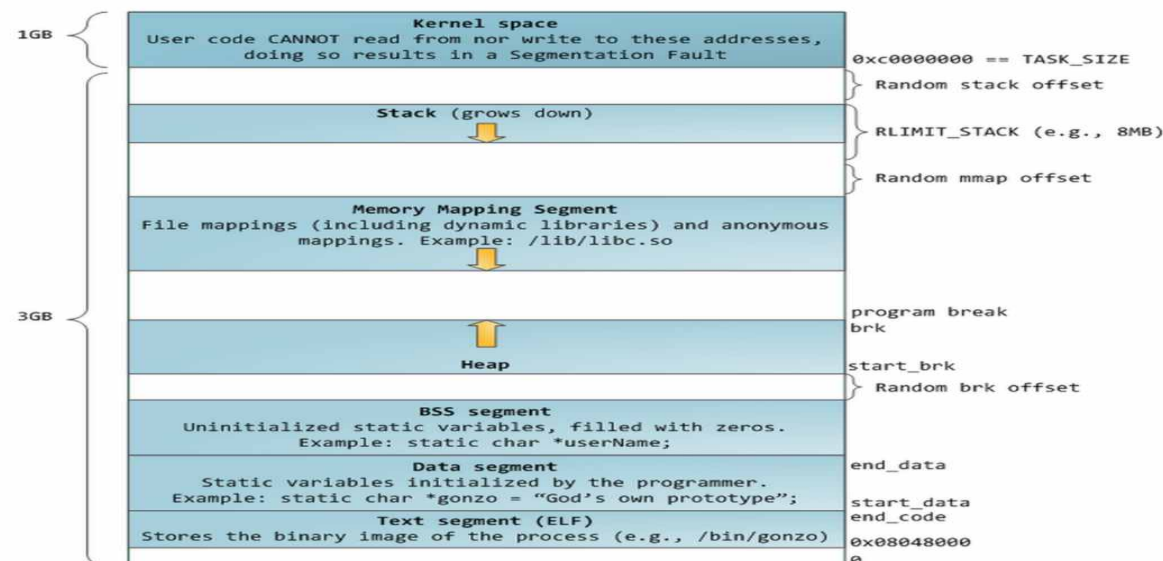 1GB
Kernel space
User code CANNOT read from nor write to these addresses,
doing so results in a Segmentation Fault
0xc0000000 == TASK_SIZE
Random stack offset
Stack (grows down)
RLIMIT_STACK (e.g., 8MB)
Random mmap offset
Memory Mapping Segment
File mappings (including dynamic libraries) and anonymous
mappings. Example: /lib/libc.so
3GB
program break
brk
Heap
start_brk
Random brk offset
BSS segment
Uninitialized static variables, filled with zeros.
Example: static char *userName;
Data segment
end_data
Static variables initialized by the programmer.
Example: static char *gonzo = “God’s own prototype”;
start_data
Text segment (ELF)
end_code
Stores the binary image of the process (e.g., /bin/gonzo)
0x08048000
0